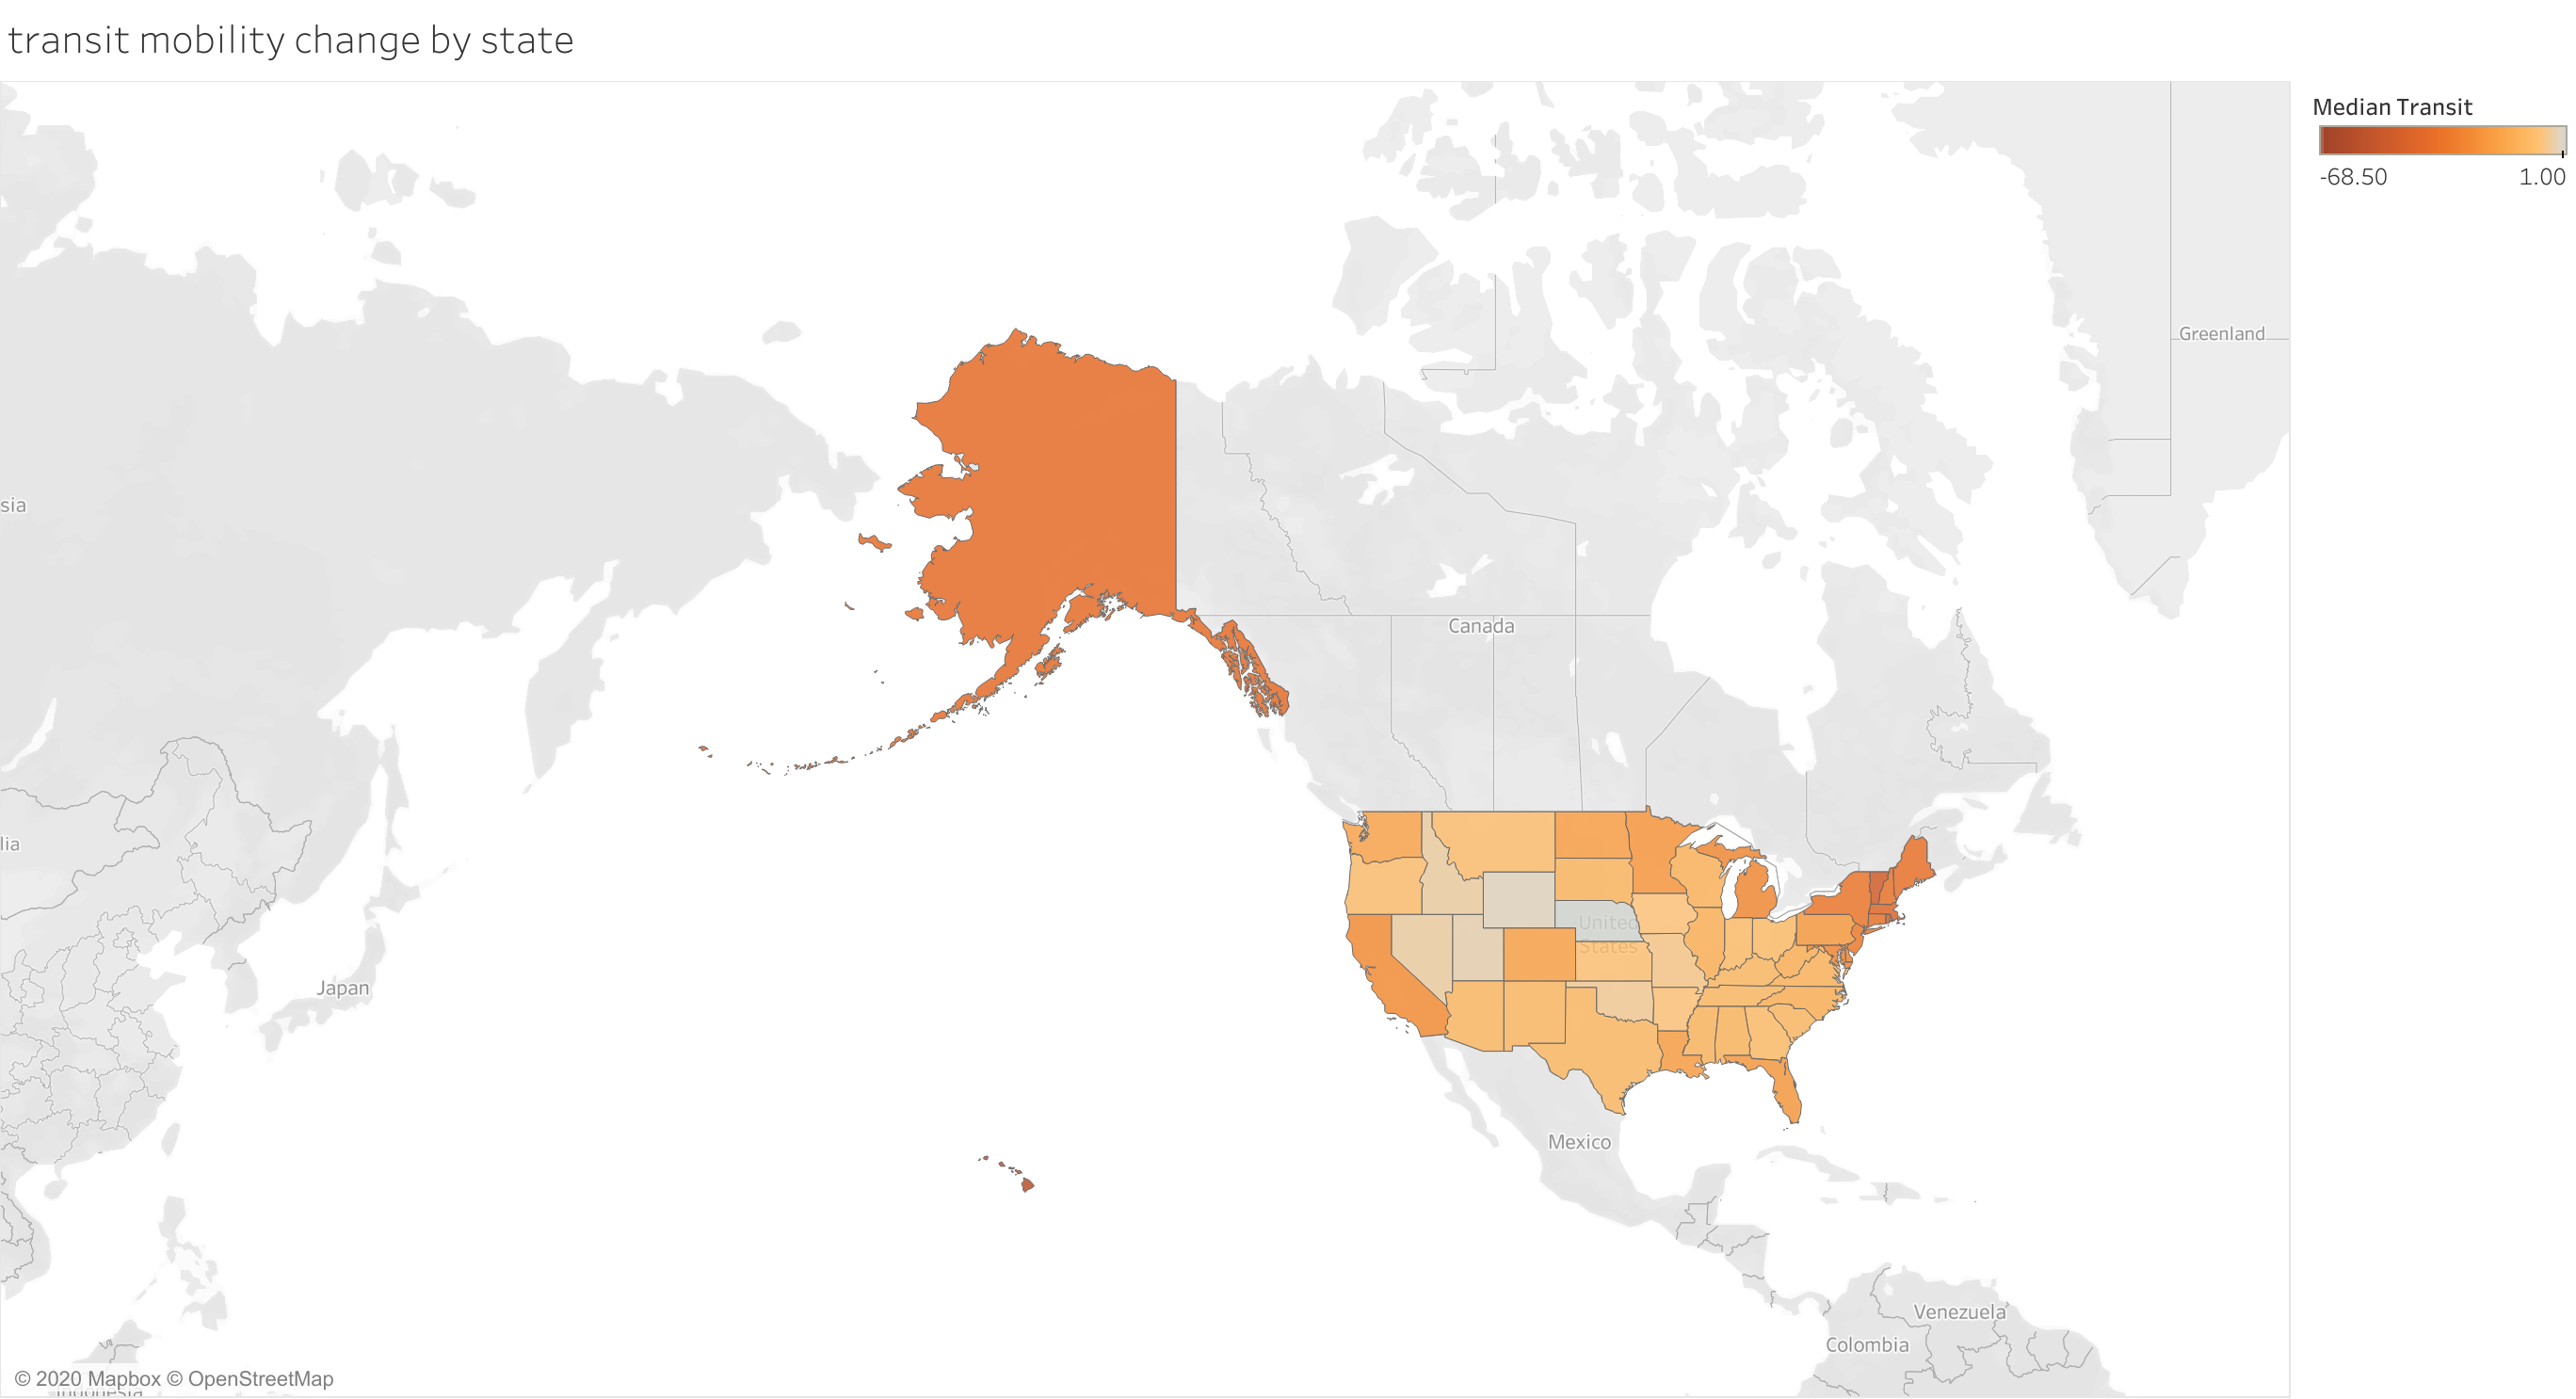 transit mobility change by state
Median Transit
-68.50 1.00
Greenland
sia
Canada
lia
United
States
Japan
Mexico
Venezuela
Colombia
© 2020 Mapbox © OpenStreetMap
Indonesia